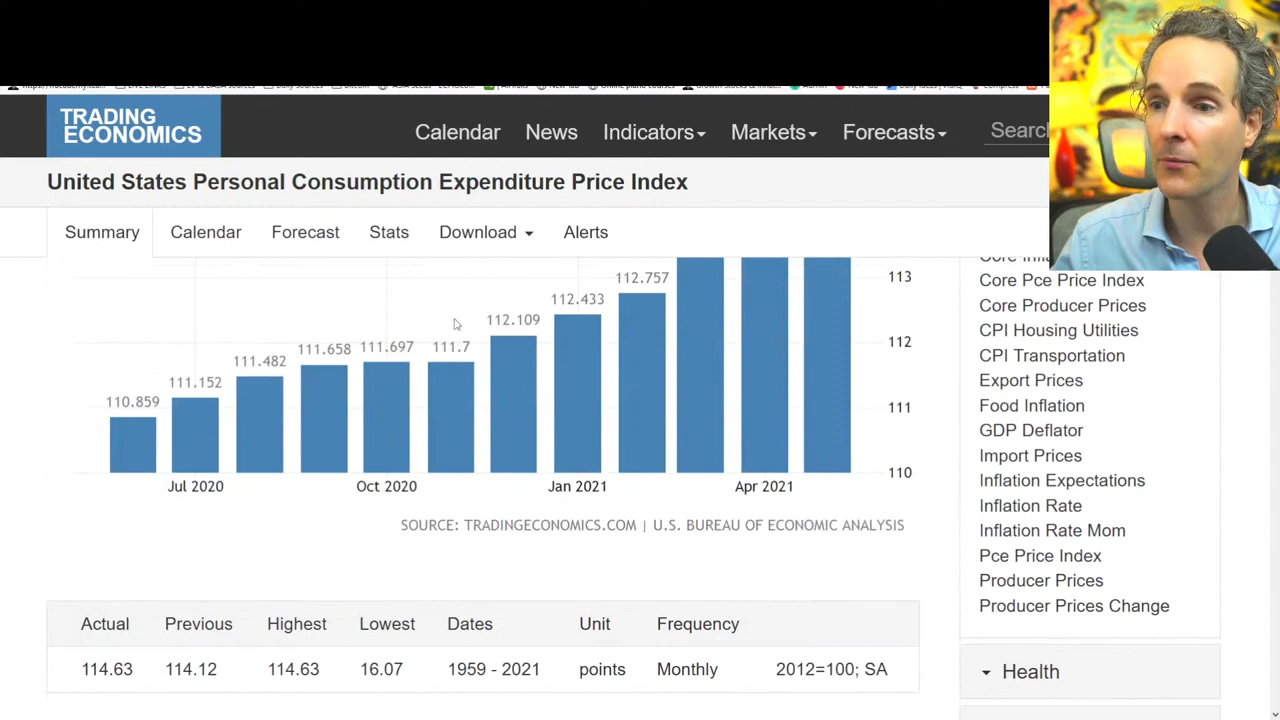 TRADING
ECONOMICS
Calendar News Indicators Markets Forecasts Search
United States Personal Consumption Expenditure Price Index
Summary Calendar Forecast Stats Download Alerts
113
112.757
112.433
112.109
112
111.7
111.697
111.658
111.482
111.152
110.859
111
110
Jul 2020 Oct 2020 Jan 2021 Apr 2021
SOURCE: TRADINGECONOMICS.COM | U.S. BUREAU OF ECONOMIC ANALYSIS
Actual Previous Highest Lowest Dates Unit Frequency
114.63 114.12 114.63 16.07 1959 - 2021 points Monthly 2012=100; SA
Core Pce Price Index
Core Producer Prices
CPI Housing Utilities
CPI Transportation
Export Prices
Food Inflation
GDP Deflator
Import Prices
Inflation Expectations
Inflation Rate
Inflation Rate Mom
Pce Price Index
Producer Prices
Producer Prices Change
Health